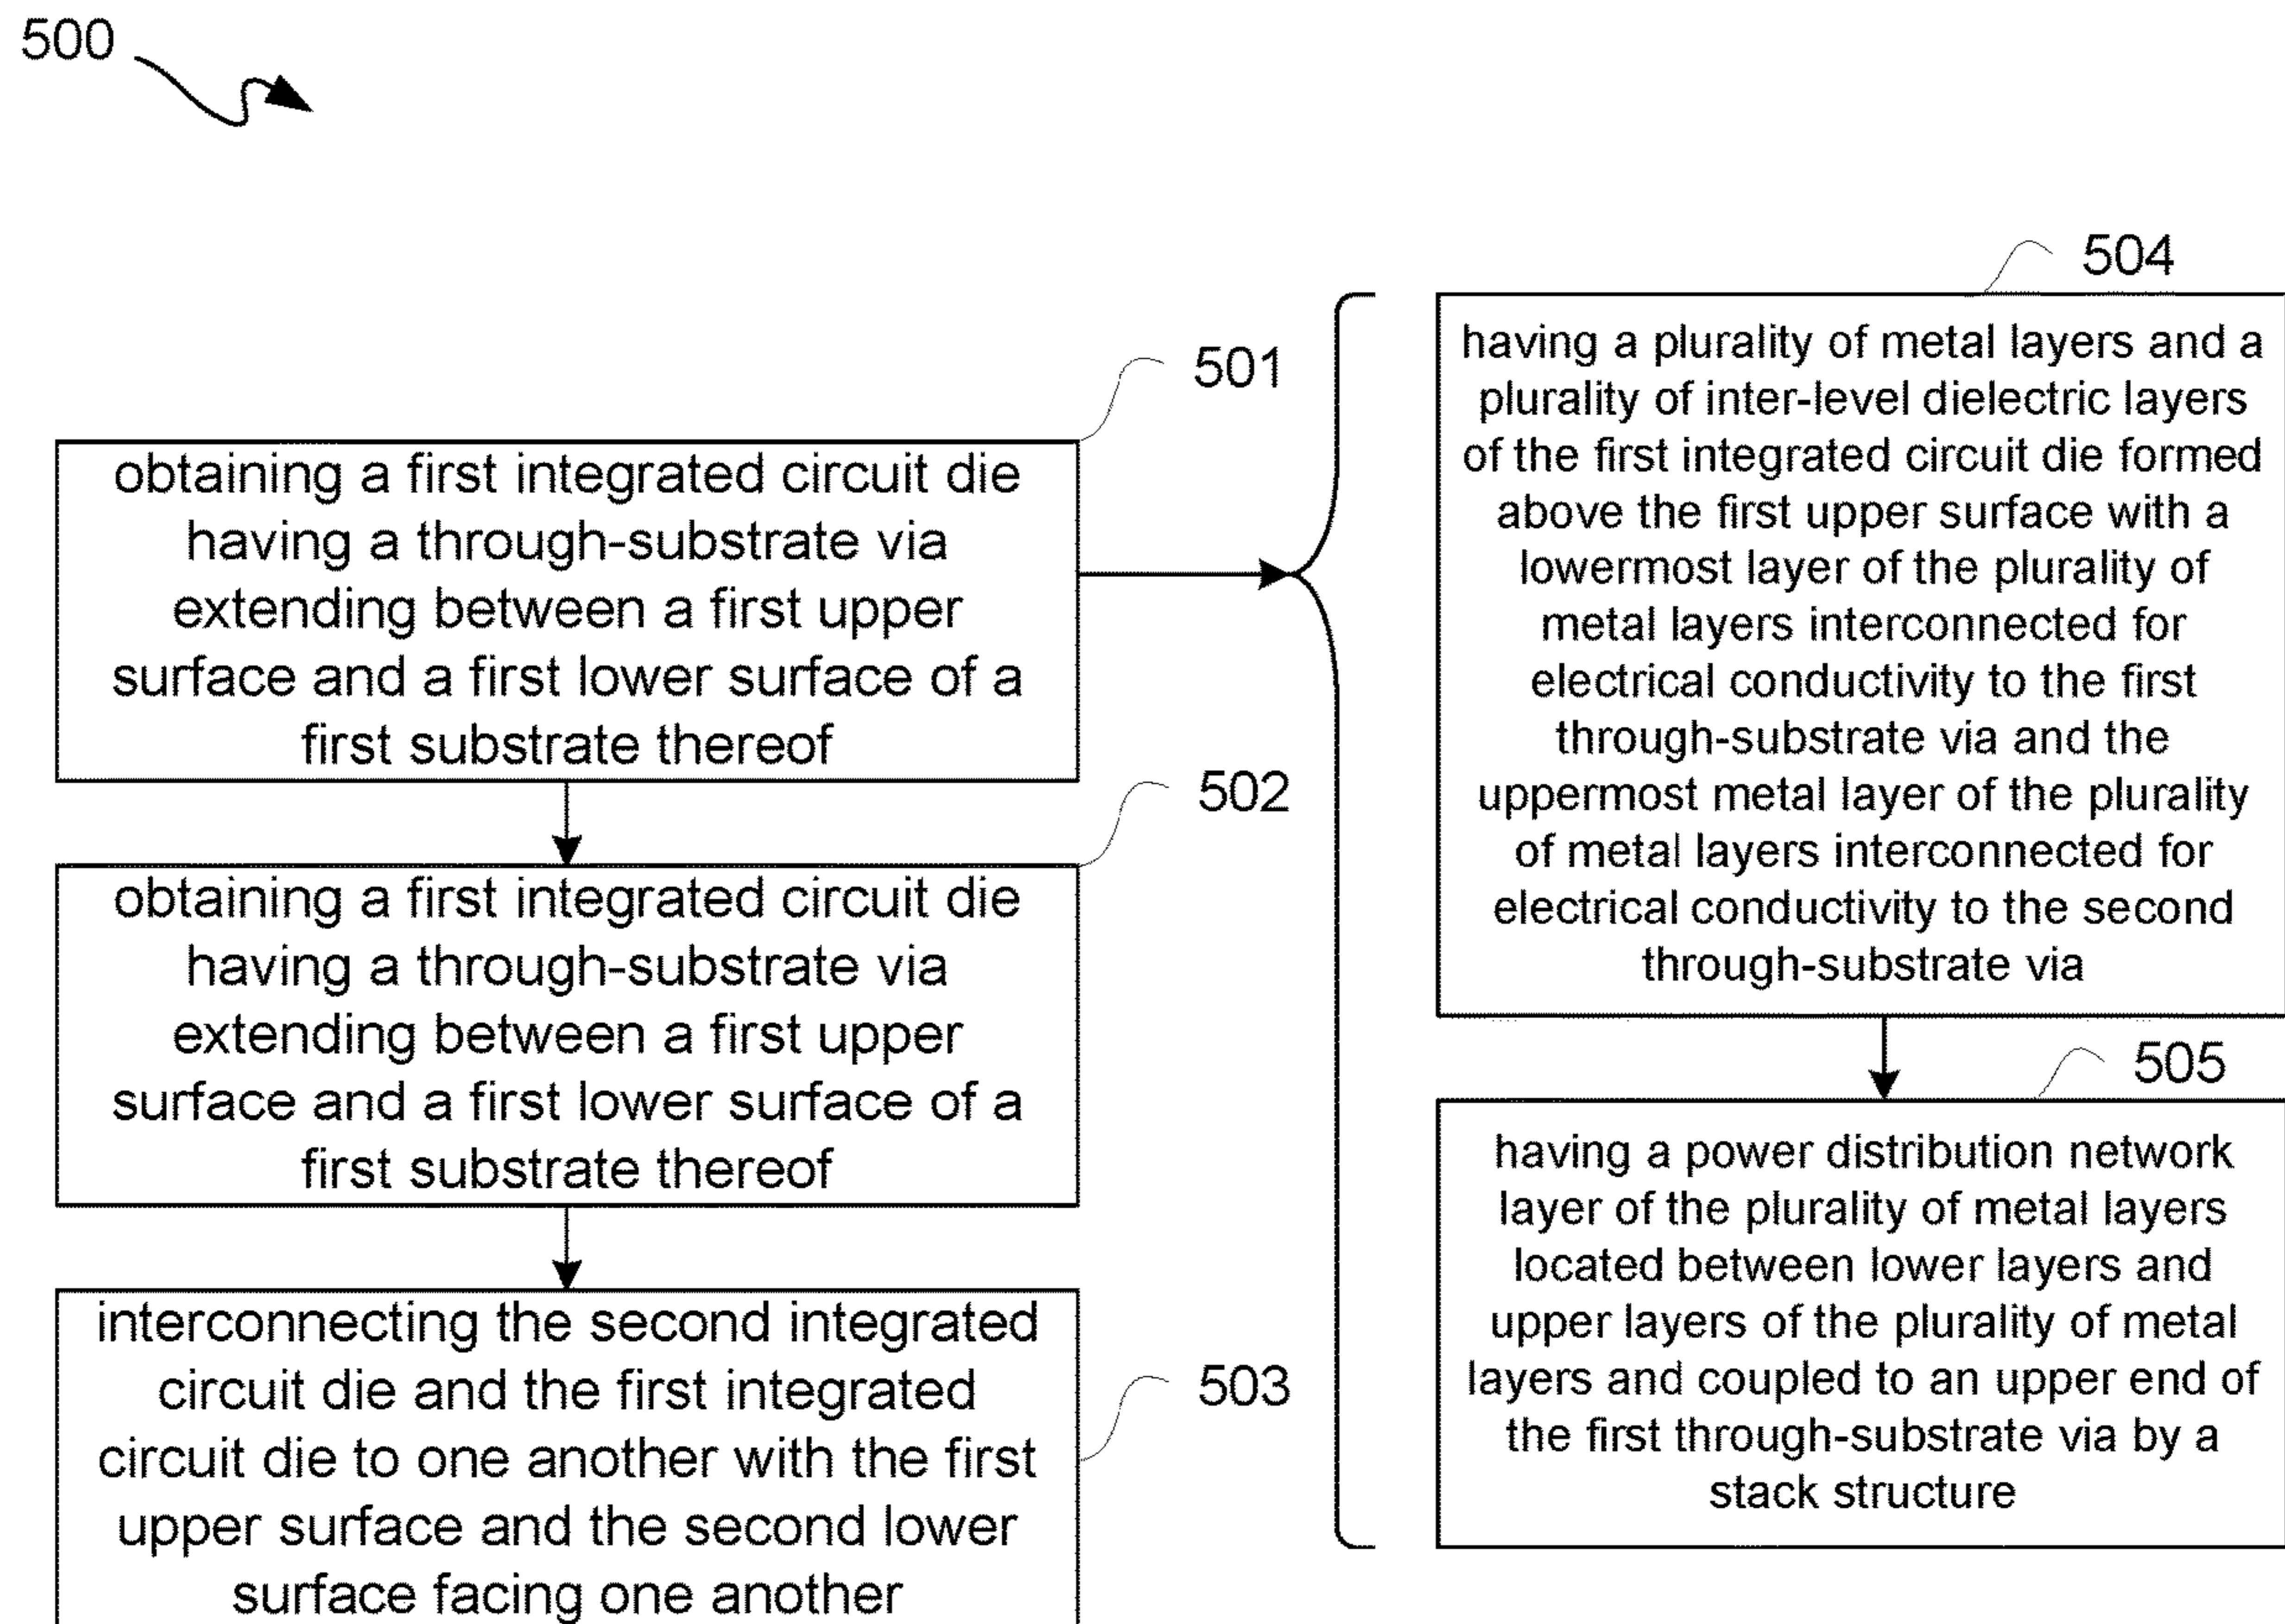 500
501
obtaining a first integrated circuit die
having a through-substrate via
extending between a first upper
surface and a first lower surface of a
first substrate thereof
502
obtaining a first integrated circuit die
having a through-substrate via
extending between a first upper
surface and a first lower surface of a
first substrate thereof
503
interconnecting the second integrated
circuit die and the first integrated
circuit die to one another with the first
upper surface and the second lower
surface facing one another
504
having a plurality of metal layers and a
plurality of inter-level dielectric layers
of the first integrated circuit die formed
above the first upper surface with a
lowermost layer of the plurality of
metal layers interconnected for
electrical conductivity to the first
through-substrate via and the
uppermost metal layer of the plurality
of metal layers interconnected for
electrical conductivity to the second
through-substrate via
505
having a power distribution network
layer of the plurality of metal layers
located between lower layers and
upper layers of the plurality of metal
layers and coupled to an upper end of
the first through-substrate via by a
stack structure